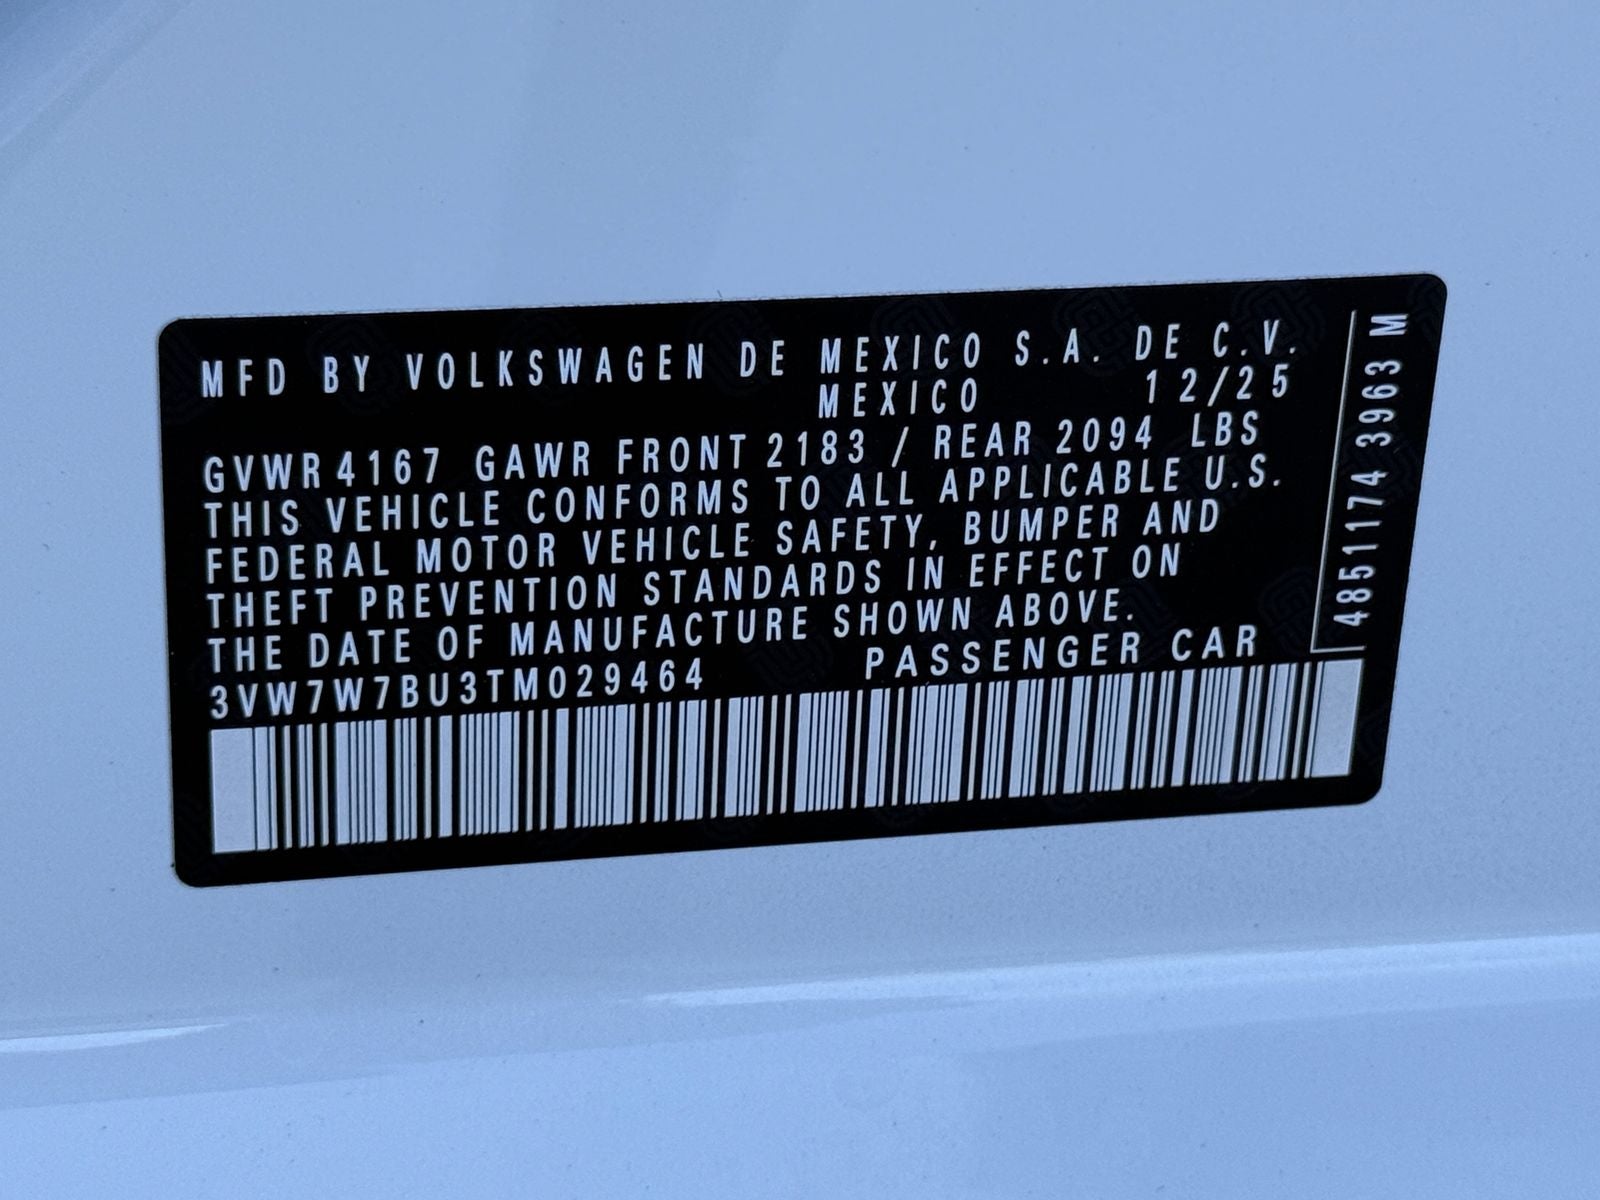 MFD BY VOLKSWAGEN DE MEXICO S.A. DE C.V.
MEXICO 12/25
GVWR 4167 GAWR FRONT 2183 / REAR 2094 LBS
THIS VEHICLE CONFORMS TO ALL APPLICABLE U.S.
FEDERAL MOTOR VEHICLE SAFETY, BUMPER AND
THEFT PREVENTION STANDARDS IN EFFECT ON
THE DATE OF MANUFACTURE SHOWN ABOVE.
3VW7W7BU3TM029464 PASSENGER CAR
4851174 3963 M